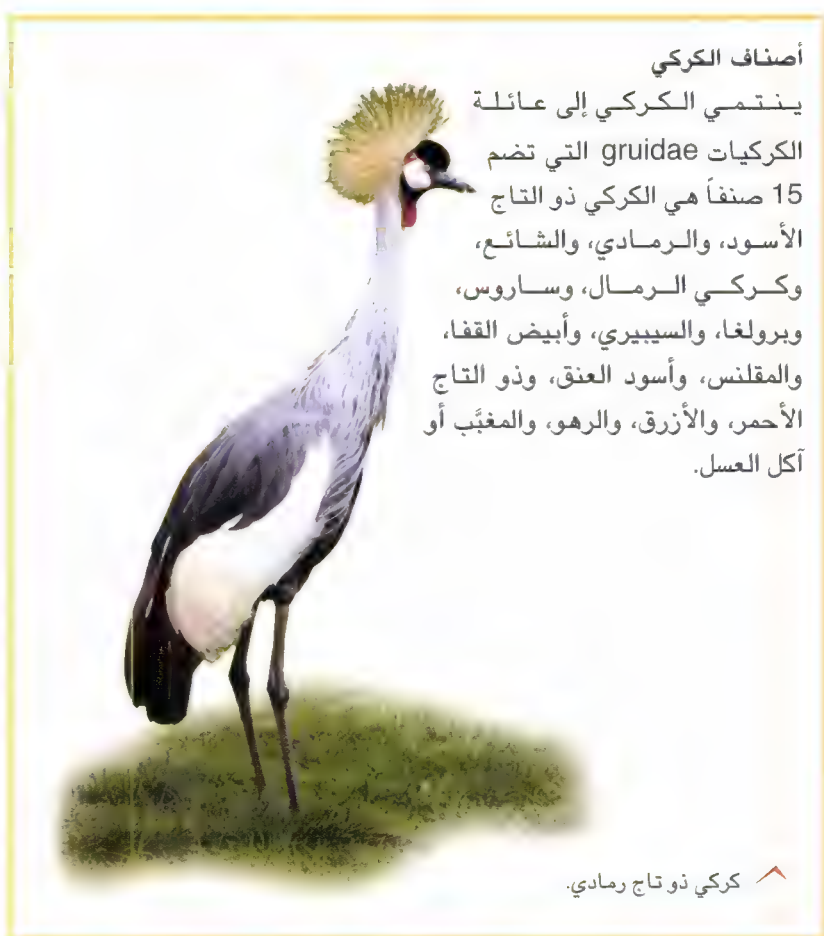 أصناف الكركي
ينتمي الكركي إلى عائلة
الكركيات gruidae التي تضم
15 صنفاً هي الكركي ذو التاج
الأسود، والرمادي، والشائع،
وكركي الرمال، وساروس،
وبرولغا، والسيبيري، وأبيض القفا،
والمقلنس، وأسود العنق، وذو التاج
الأحمر، والأزرق، والرهو، والمغبَّب أو
آكل العسل.
كركي ذو تاج رمادي.